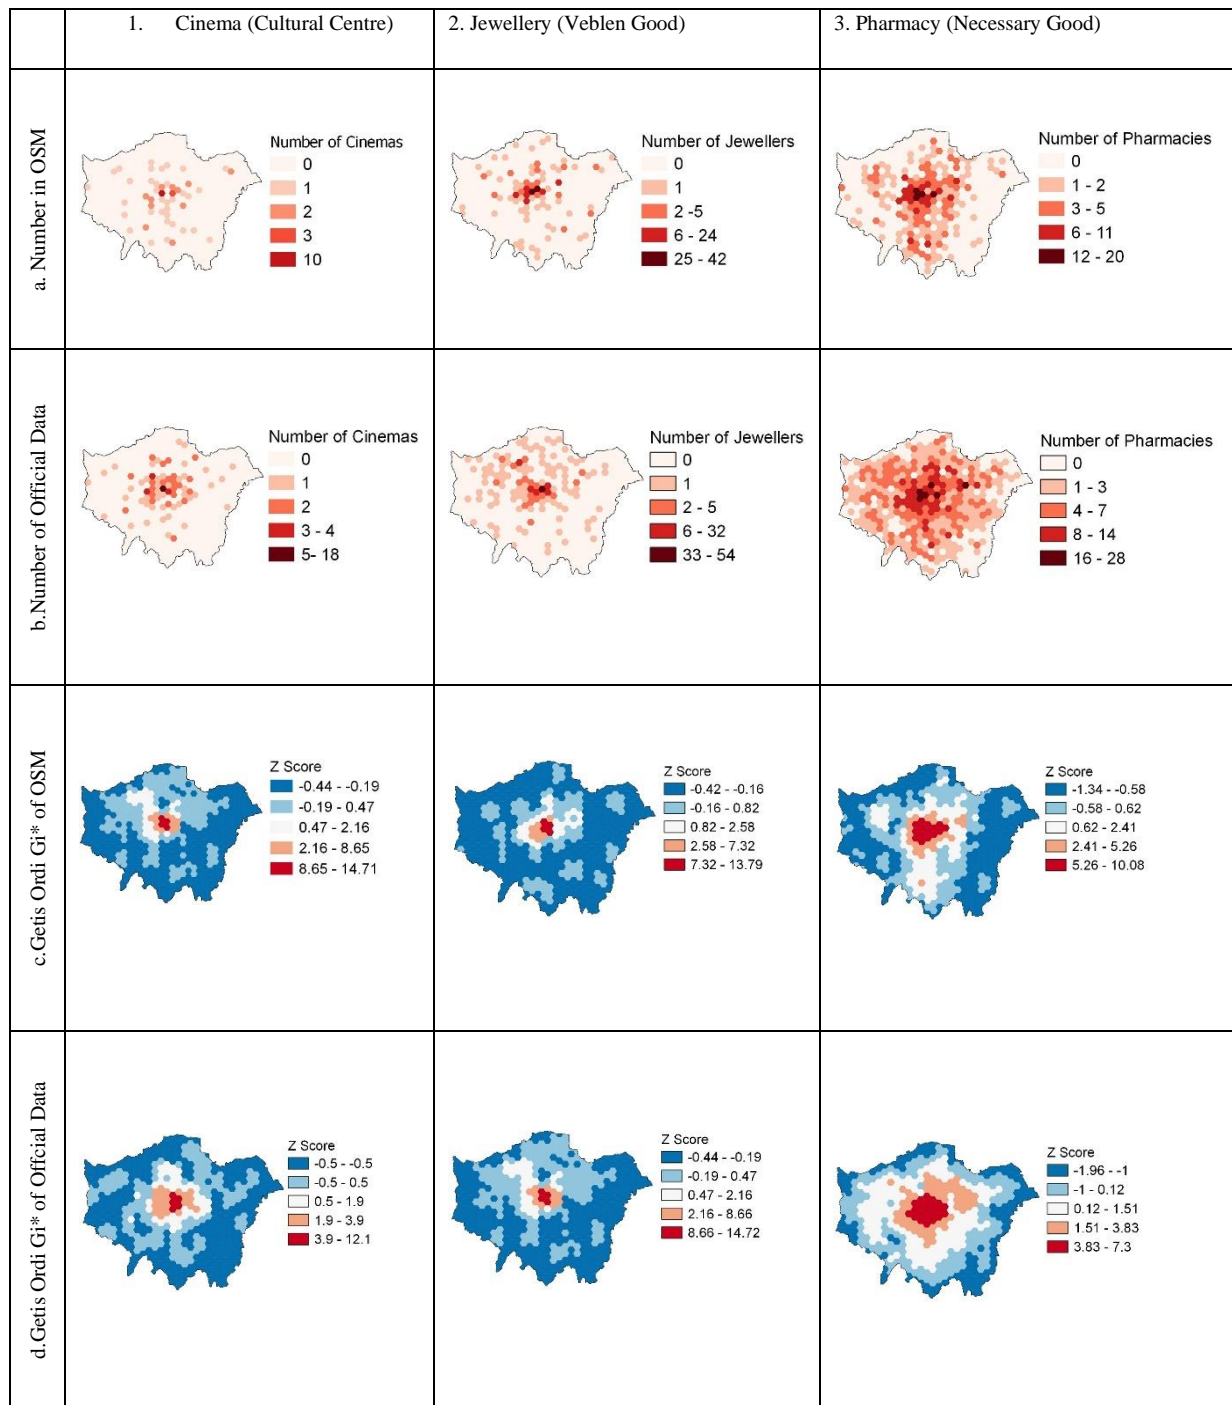 1. Cinema (Cultural Centre)
2. Jewellery (Veblen Good)
3. Pharmacy (Necessary Good)
a. Number in OSM
Number of Cinemas
0
1
2
3
10
Number of Jewellers
0
1
2 -5
6 - 24
25 - 42
Number of Pharmacies
0
1 - 2
3 - 5
6 - 11
12 - 20
b.Number of Official Data
Number of Cinemas
0
1
2
3 - 4
5- 18
Number of Jewellers
0
1
2 - 5
6 - 32
33 - 54
Number of Pharmacies
0
1 - 3
4 - 7
8 - 14
16 - 28
c.Getis Ordi Gi* of OSM
Z Score
-0.44 - -0.19
-0.19 - 0.47
0.47 - 2.16
2.16 - 8.65
8.65 - 14.71
Z Score
-0.42 - -0.16
-0.16 - 0.82
0.82 - 2.58
2.58 - 7.32
7.32 - 13.79
Z Score
-1.34 - -0.58
-0.58 - 0.62
0.62 - 2.41
2.41 - 5.26
5.26 - 10.08
d.Getis Ordi Gi* of Offcial Data
Z Score
-0.5 - -0.5
-0.5 - 0.5
0.5 - 1.9
1.9 - 3.9
3.9 - 12.1
Z Score
-0.44 - -0.19
-0.19 - 0.47
0.47 - 2.16
2.16 - 8.66
8.66 - 14.72
Z Score
-1.96 - -1
-1 - 0.12
0.12 - 1.51
1.51 - 3.83
3.83 - 7.3